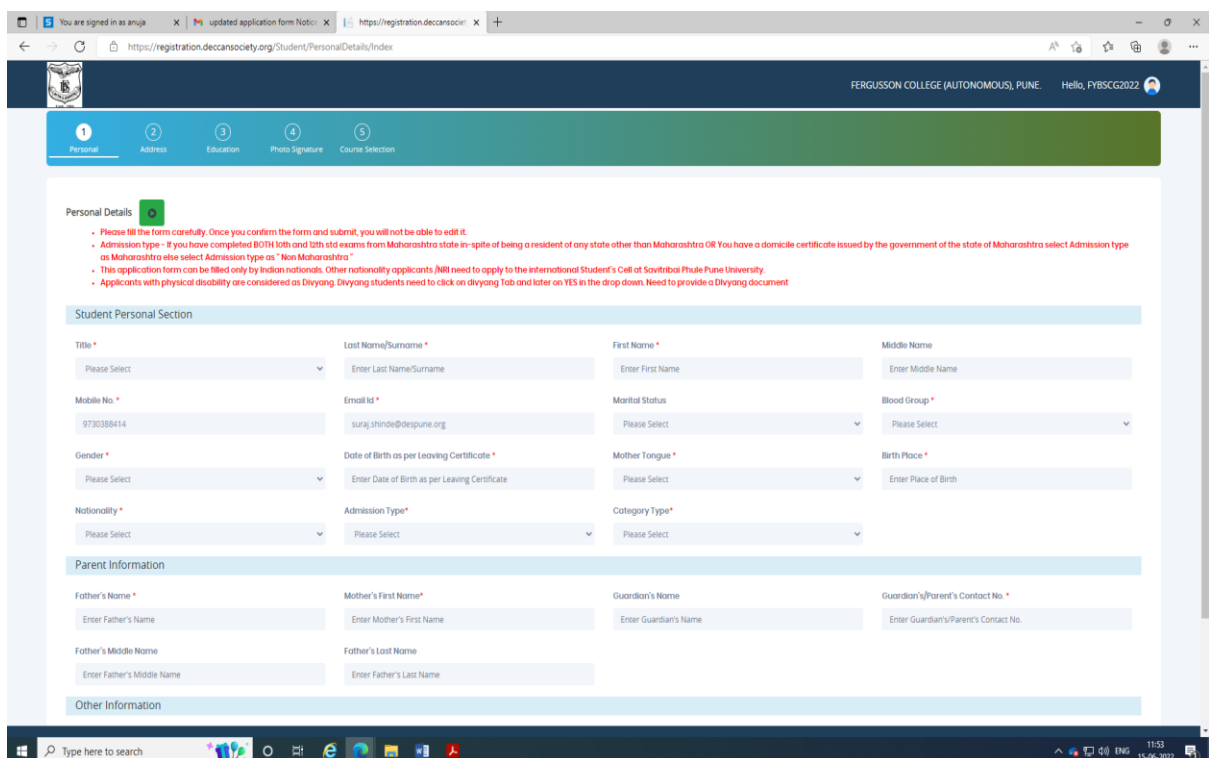 You are signed in as anuja
updated application form Notic
https://registration.deccansociet
https://registration.deccansociety.org/Student/PersonalDetails/Index
FERGUSSON COLLEGE (AUTONOMOUS), PUNE. Hello, FYBSCG2022
1 2 3 4 5
Personal Address Education Photo Signature Course Selection
Personal Details
• Please fill the form carefully. Once you confirm the form and submit, you will not be able to edit it.
• Admission type - If you have completed BOTH 10th and 12th std exams from Maharashtra state in-spite of being a resident of any state other than Maharashtra OR You have a domicile certificate issued by the government of the state of Maharashtra select Admission type
as Maharashtra else select Admission type as " Non Maharashtra "
• This application form can be filled only by Indian nationals. Other nationality applicants /NRI need to apply to the international Student's Cell at Savitribai Phule Pune University.
• Applicants with physical disability are considered as Divyang. Divyang students need to click on divyang Tab and later on YES in the drop down. Need to provide a Divyang document
Student Personal Section
Title * Last Name/Surname * First Name * Middle Name
Please Select Enter Last Name/Surname Enter First Name Enter Middle Name
Mobile No. * Email Id * Marital Status Blood Group *
9730388414 suraj.shinde@despune.org Please Select Please Select
Gender * Date of Birth as per Leaving Certificate * Mother Tongue * Birth Place *
Please Select Enter Date of Birth as per Leaving Certificate Please Select Enter Place of Birth
Nationality * Admission Type* Category Type*
Please Select Please Select Please Select
Parent Information
Father's Name * Mother's First Name* Guardian's Name Guardian's/Parent's Contact No. *
Enter Father's Name Enter Mother's First Name Enter Guardian's Name Enter Guardian's/Parent's Contact No.
Father's Middle Name Father's Last Name
Enter Father's Middle Name Enter Father's Last Name
Other Information
Type here to search
ENG
11:53
15-06-2022